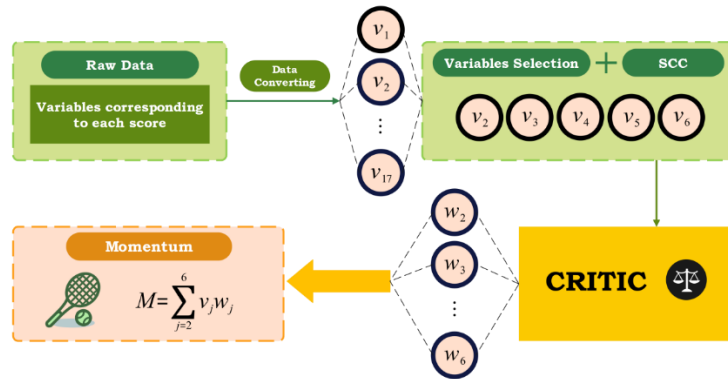 Raw Data
Variables corresponding
to each score
Data
Converting
v₁
v₂
⋮
v₁₇
Variables Selection + SCC
v₂ v₃ v₄ v₅ v₆
CRITIC
w₂
w₃
⋮
w₆
Momentum
M=∑_{j=2}^{6} v_j w_j